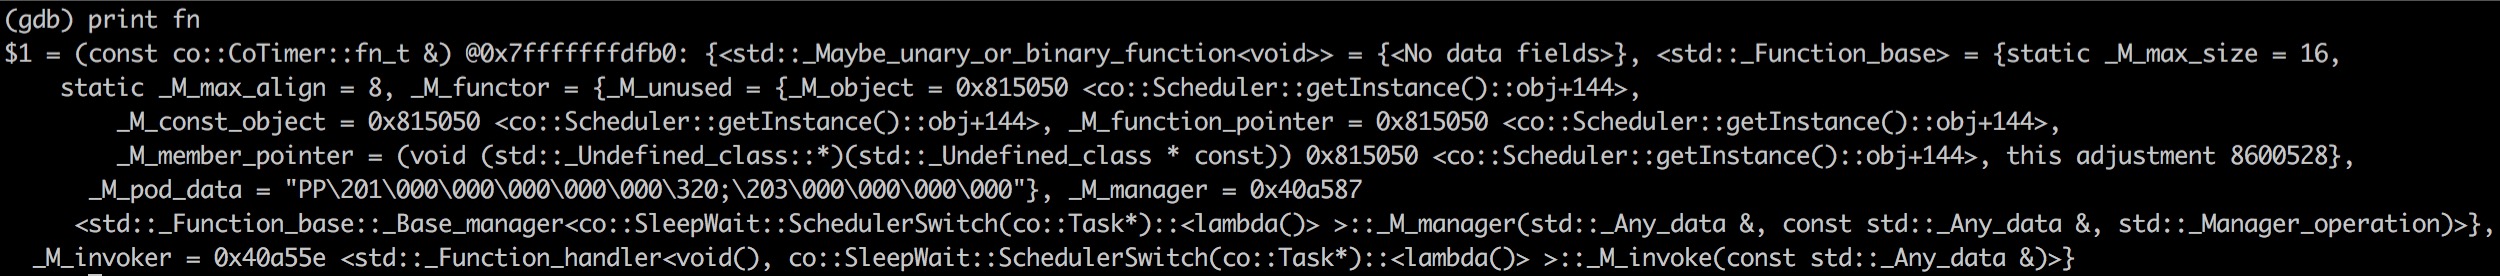 (gdb) print fn
$1 = (const co::CoTimer::fn_t &) @0x7fffffffdfb0: {<std::_Maybe_unary_or_binary_function<void>> = {<No data fields>}, <std::_Function_base> = {static _M_max_size = 16,
static _M_max_align = 8, _M_functor = {_M_unused = {_M_object = 0x815050 <co::Scheduler::getInstance()::obj+144>,
_M_const_object = 0x815050 <co::Scheduler::getInstance()::obj+144>, _M_function_pointer = 0x815050 <co::Scheduler::getInstance()::obj+144>,
_M_member_pointer = (void (std::_Undefined_class::*)(std::_Undefined_class * const)) 0x815050 <co::Scheduler::getInstance()::obj+144>, this adjustment 8600528},
_M_pod_data = "PP\201\000\000\000\000\000\320;\203\000\000\000\000"}, _M_manager = 0x40a587
<std::_Function_base::_Base_manager<co::SleepWait::SchedulerSwitch(co::Task*)::<lambda()> >::_M_manager(std::_Any_data &, const std::_Any_data &, std::_Manager_operation)>},
_M_invoker = 0x40a55e <std::_Function_handler<void(), co::SleepWait::SchedulerSwitch(co::Task*)::<lambda()> >::_M_invoke(const std::_Any_data &)>}